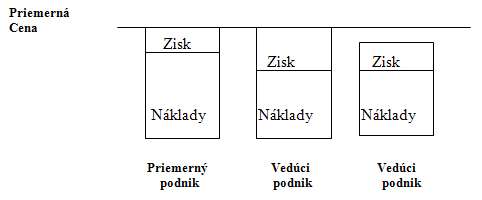 Priemerná
Cena
Zisk
Zisk
Zisk
Náklady
Náklady
Náklady
Priemerný
podnik
Vedúci
podnik
Vedúci
podnik